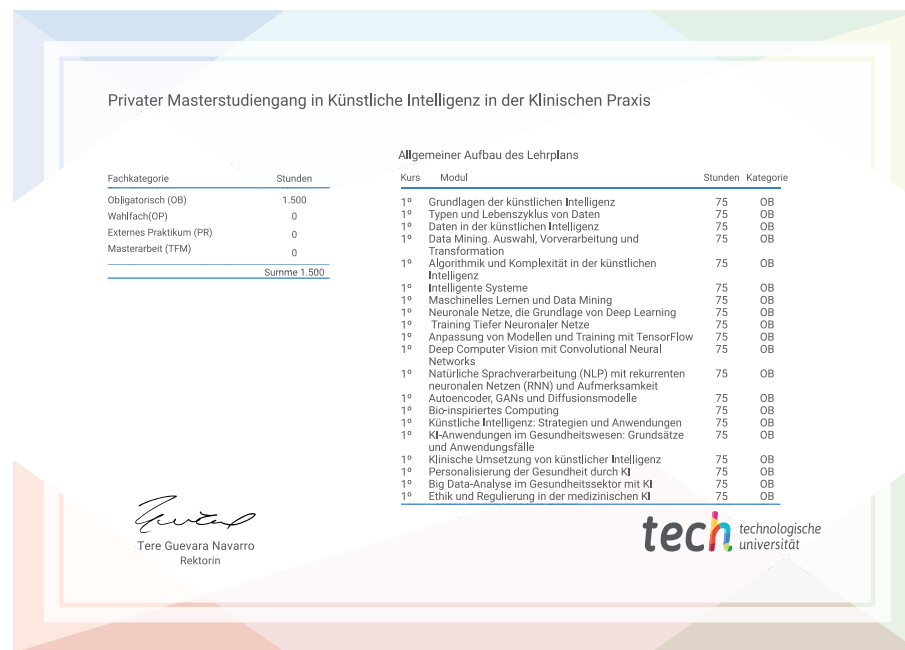 Privater Masterstudiengang in Künstliche Intelligenz in der Klinischen Praxis
Fachkategorie Stunden
Obligatorisch (OB) 1.500
Wahlfach(OP) 0
Externes Praktikum (PR) 0
Masterarbeit (TFM) 0
Summe 1.500
Allgemeiner Aufbau des Lehrplans
Kurs Modul Stunden Kategorie
1º Grundlagen der künstlichen Intelligenz 75 OB
1º Typen und Lebenszyklus von Daten 75 OB
1º Daten in der künstlichen Intelligenz 75 OB
1º Data Mining. Auswahl, Vorverarbeitung und 75 OB
Transformation
1º Algorithmik und Komplexität in der künstlichen 75 OB
Intelligenz
1º Intelligente Systeme 75 OB
1º Maschinelles Lernen und Data Mining 75 OB
1º Neuronale Netze, die Grundlage von Deep Learning 75 OB
1º Training Tiefer Neuronaler Netze 75 OB
1º Anpassung von Modellen und Training mit TensorFlow 75 OB
1º Deep Computer Vision mit Convolutional Neural 75 OB
Networks
1º Natürliche Sprachverarbeitung (NLP) mit rekurrenten 75 OB
neuronalen Netzen (RNN) und Aufmerksamkeit
1º Autoencoder, GANs und Diffusionsmodelle 75 OB
1º Bio-inspiriertes Computing 75 OB
1º Künstliche Intelligenz: Strategien und Anwendungen 75 OB
1º KI-Anwendungen im Gesundheitswesen: Grundsätze 75 OB
und Anwendungsfälle
1º Klinische Umsetzung von künstlicher Intelligenz 75 OB
1º Personalisierung der Gesundheit durch KI 75 OB
1º Big Data-Analyse im Gesundheitssektor mit KI 75 OB
1º Ethik und Regulierung in der medizinischen KI 75 OB
Tere Guevara Navarro
Rektorin
tech technologische
universität